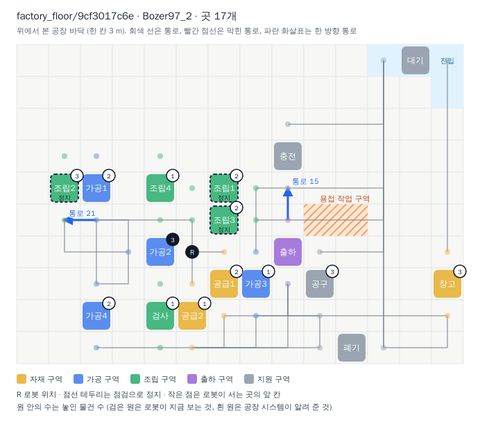 factory_floor/9cf3017c6e · Bozer97_2 · 곳 17개
위에서 본 공장 바닥 (한 칸 3 m). 회색 선은 통로, 빨간 점선은 막힌 통로, 파란 화살표는 한 방향 통로
대기
충전
통로 15
조립2
정지
3
가공1
2
조립4
1
조립1
정지
2
용접 작업 구역
통로 21
조립3
정지
2
가공2
3
R
출하
공급1
2
가공3
1
공구
3
창고
3
가공4
2
검사
1
공급2
1
폐기
자재 구역
가공 구역
조립 구역
출하 구역
지원 구역
R 로봇 위치 · 점선 테두리는 점검으로 정지 · 작은 점은 로봇이 서는 곳의 앞 칸
원 안의 수는 놓인 물건 수 (검은 원은 로봇이 지금 보는 것, 흰 원은 공장 시스템이 알려 준 것)